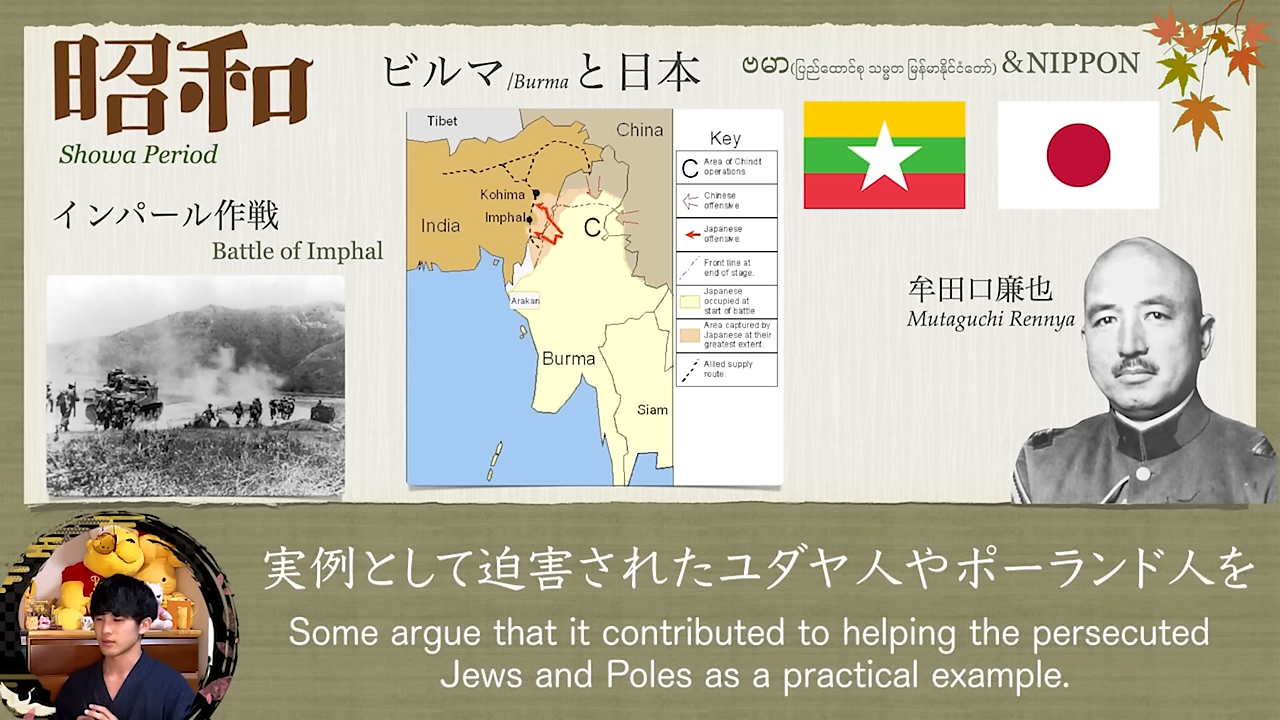 昭和
Showa Period
インパール作戦
Battle of Imphal
ビルマ/Burma と日本
ဗမာ(ပြည်ထောင်စု သမ္မတ မြန်မာနိုင်ငံတော်) &NIPPON
Tibet
China
Kohima
Imphal
India
C
Arakan
Burma
Siam
Key
C Area of Chindit
operations
Chinese
offensive
Japanese
offensive.
Front line at
end of stage.
Japanese
occupied at
start of battle
Area captured by
Japanese at their
greatest extent.
Allied supply
route.
牟田口廉也
Mutaguchi Rennya
実例として迫害されたユダヤ人やポーランド人を
Some argue that it contributed to helping the persecuted
Jews and Poles as a practical example.